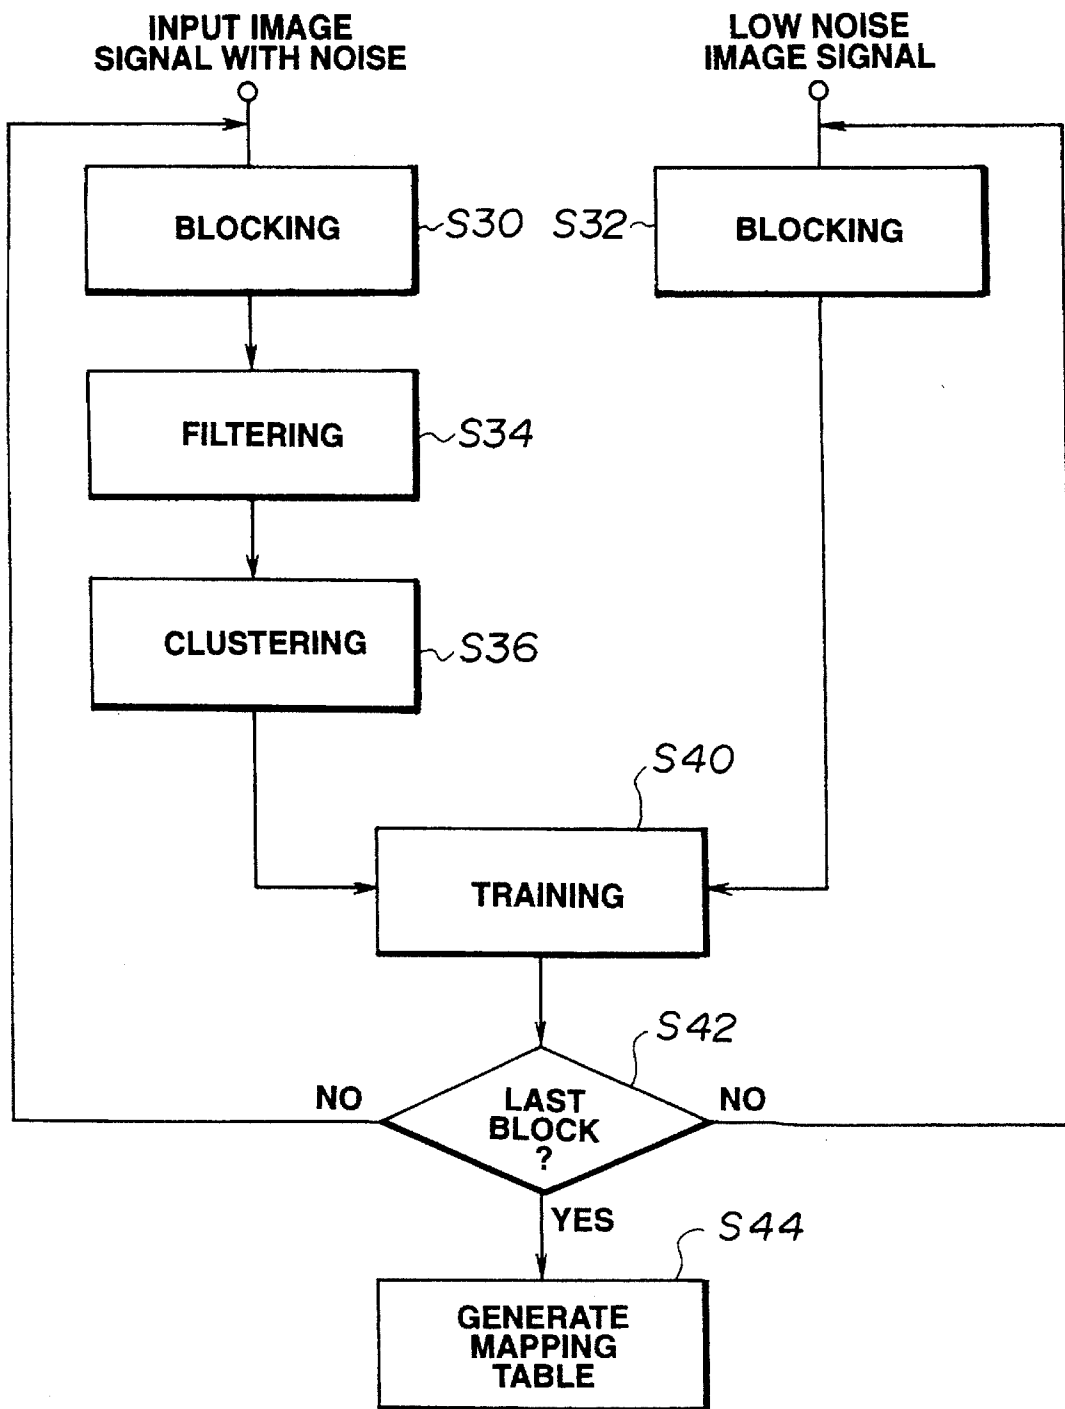 INPUT IMAGE
SIGNAL WITH NOISE
LOW NOISE
IMAGE SIGNAL
BLOCKING
S30
S32
BLOCKING
FILTERING
S34
CLUSTERING
S36
S40
TRAINING
S42
NO
LAST
BLOCK
?
NO
YES
S44
GENERATE
MAPPING
TABLE